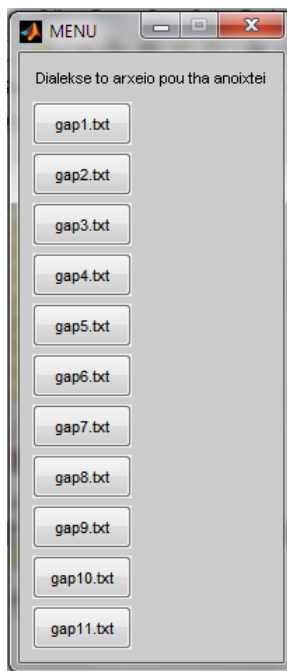 MENU
Dialekse to arxeio pou tha anoixtei
gap1.txt
gap2.txt
gap3.txt
gap4.txt
gap5.txt
gap6.txt
gap7.txt
gap8.txt
gap9.txt
gap10.txt
gap11.txt